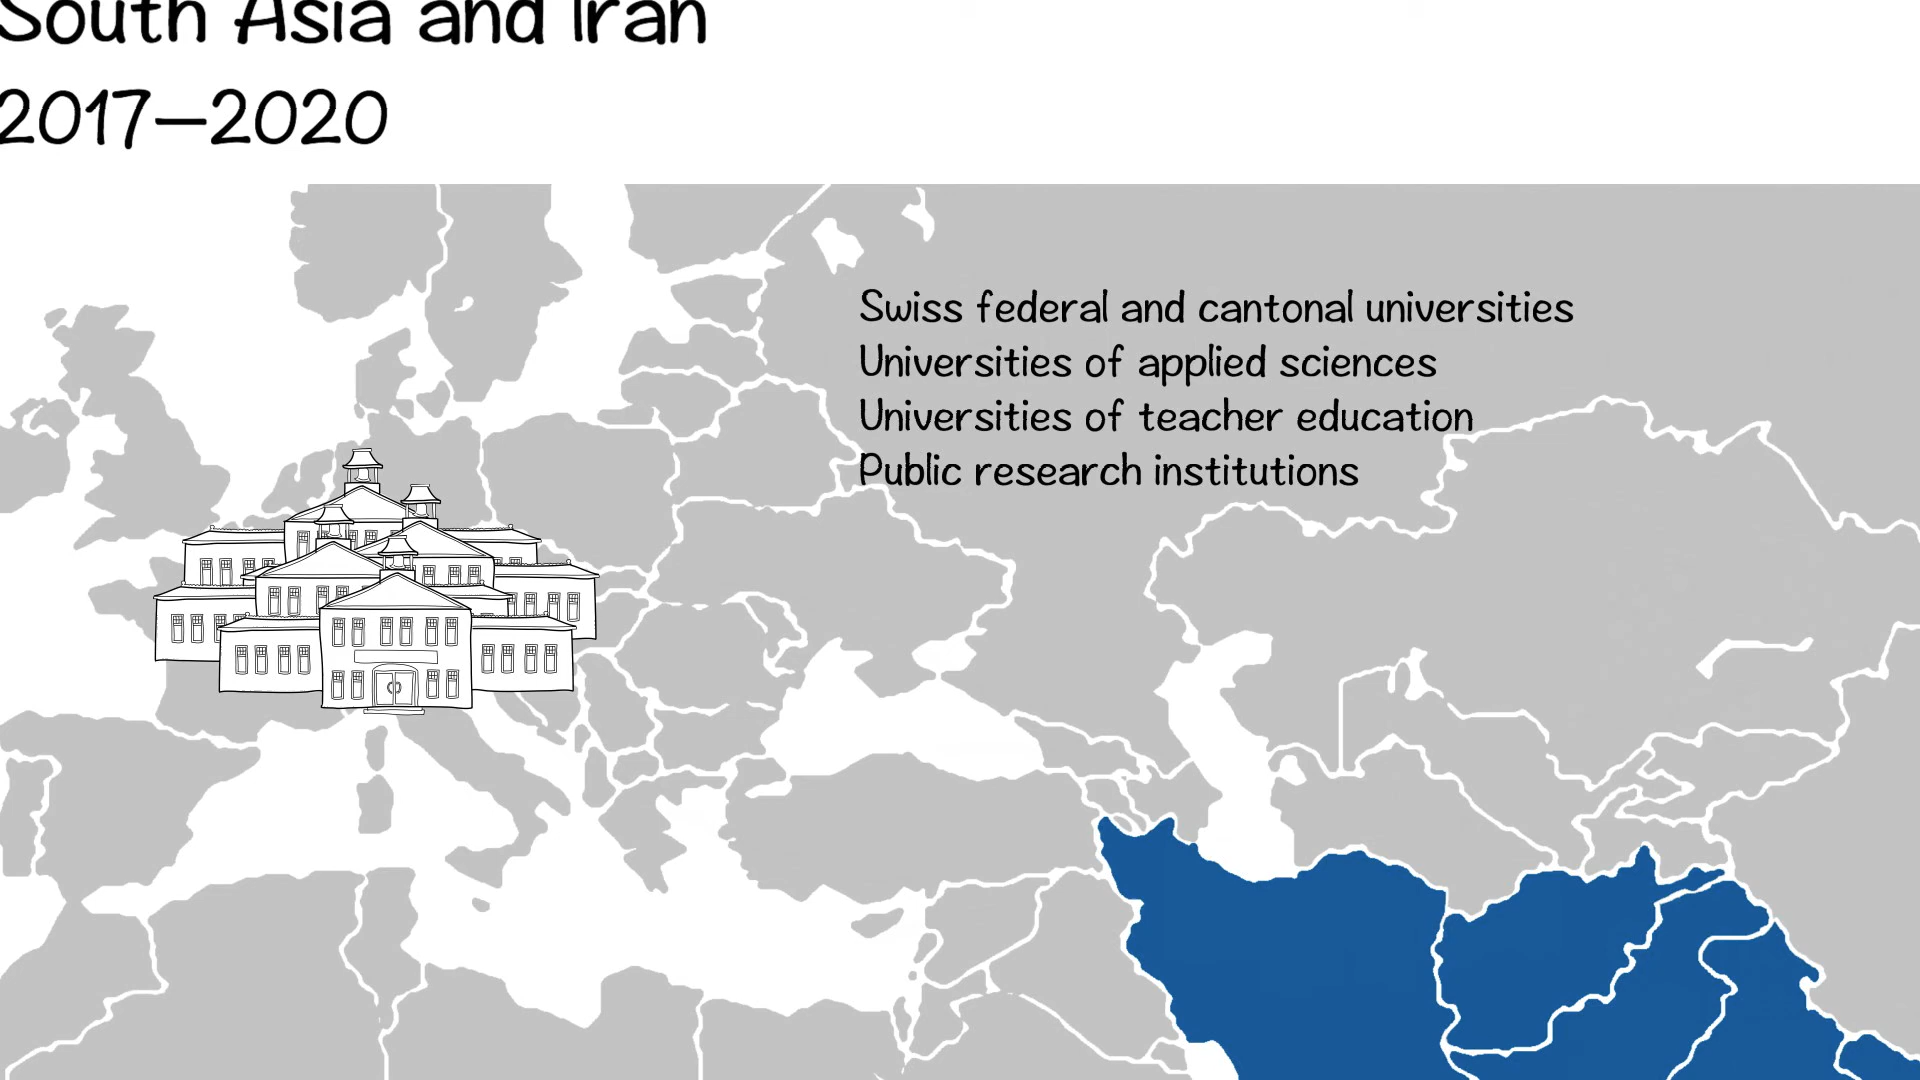 South Asia and Iran
2017–2020
Swiss federal and cantonal universities
Universities of applied sciences
Universities of teacher education
Public research institutions